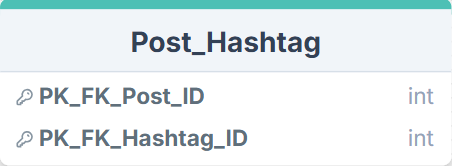 Post_Hashtag
PK_FK_Post_ID int
PK_FK_Hashtag_ID int